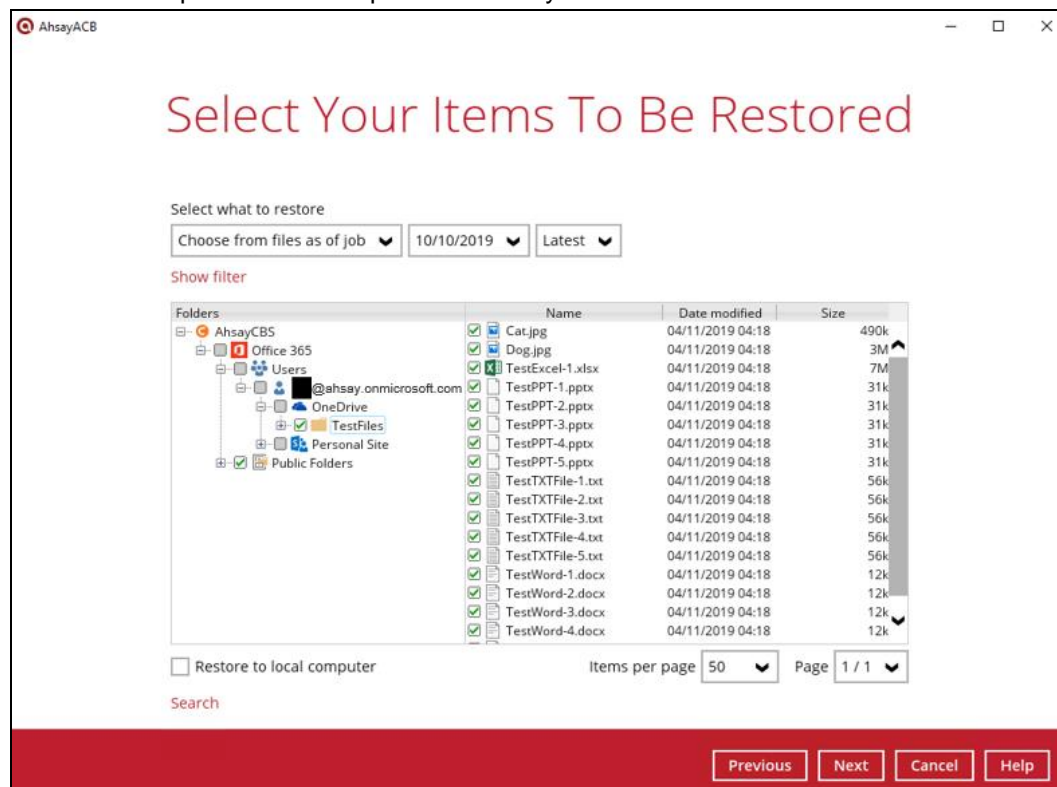 AhsayACB
Select Your Items To Be Restored
Select what to restore
Choose from files as of job 10/10/2019 Latest
Show filter
Folders Name Date modified Size
AhsayCBS
Office 365
Users
@ahsay.onmicrosoft.com
OneDrive
TestFiles
Personal Site
Public Folders
Cat.jpg 04/11/2019 04:18 490k
Dog.jpg 04/11/2019 04:18 3M
TestExcel-1.xlsx 04/11/2019 04:18 7M
TestPPT-1.pptx 04/11/2019 04:18 31k
TestPPT-2.pptx 04/11/2019 04:18 31k
TestPPT-3.pptx 04/11/2019 04:18 31k
TestPPT-4.pptx 04/11/2019 04:18 31k
TestPPT-5.pptx 04/11/2019 04:18 31k
TestTXTFile-1.txt 04/11/2019 04:18 56k
TestTXTFile-2.txt 04/11/2019 04:18 56k
TestTXTFile-3.txt 04/11/2019 04:18 56k
TestTXTFile-4.txt 04/11/2019 04:18 56k
TestTXTFile-5.txt 04/11/2019 04:18 56k
TestWord-1.docx 04/11/2019 04:18 12k
TestWord-2.docx 04/11/2019 04:18 12k
TestWord-3.docx 04/11/2019 04:18 12k
TestWord-4.docx 04/11/2019 04:18 12k
Restore to local computer Items per page 50 Page 1 / 1
Search
Previous Next Cancel Help